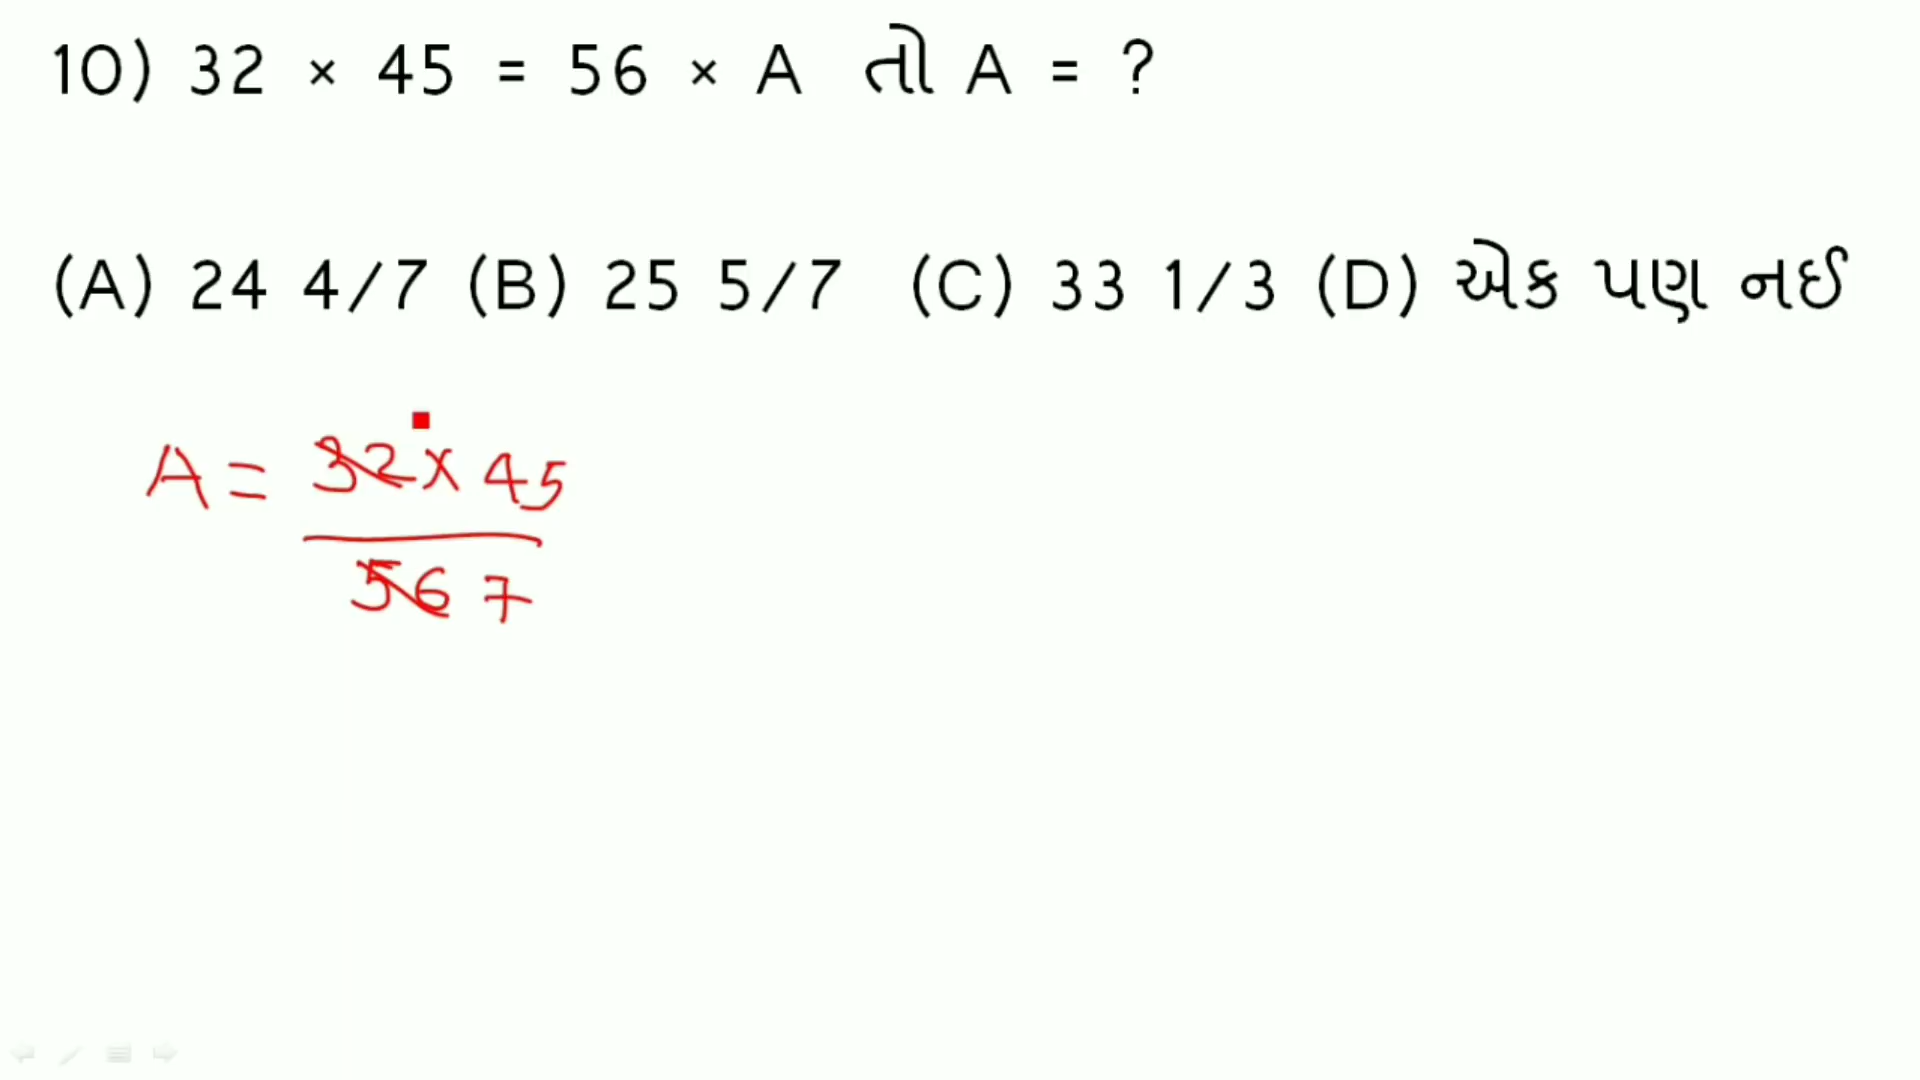 10) 32 × 45 = 56 × A તો A = ?
(A) 24 4/7 (B) 25 5/7 (C) 33 1/3 (D) એક પણ નઈ
A = 32 × 45
56 7